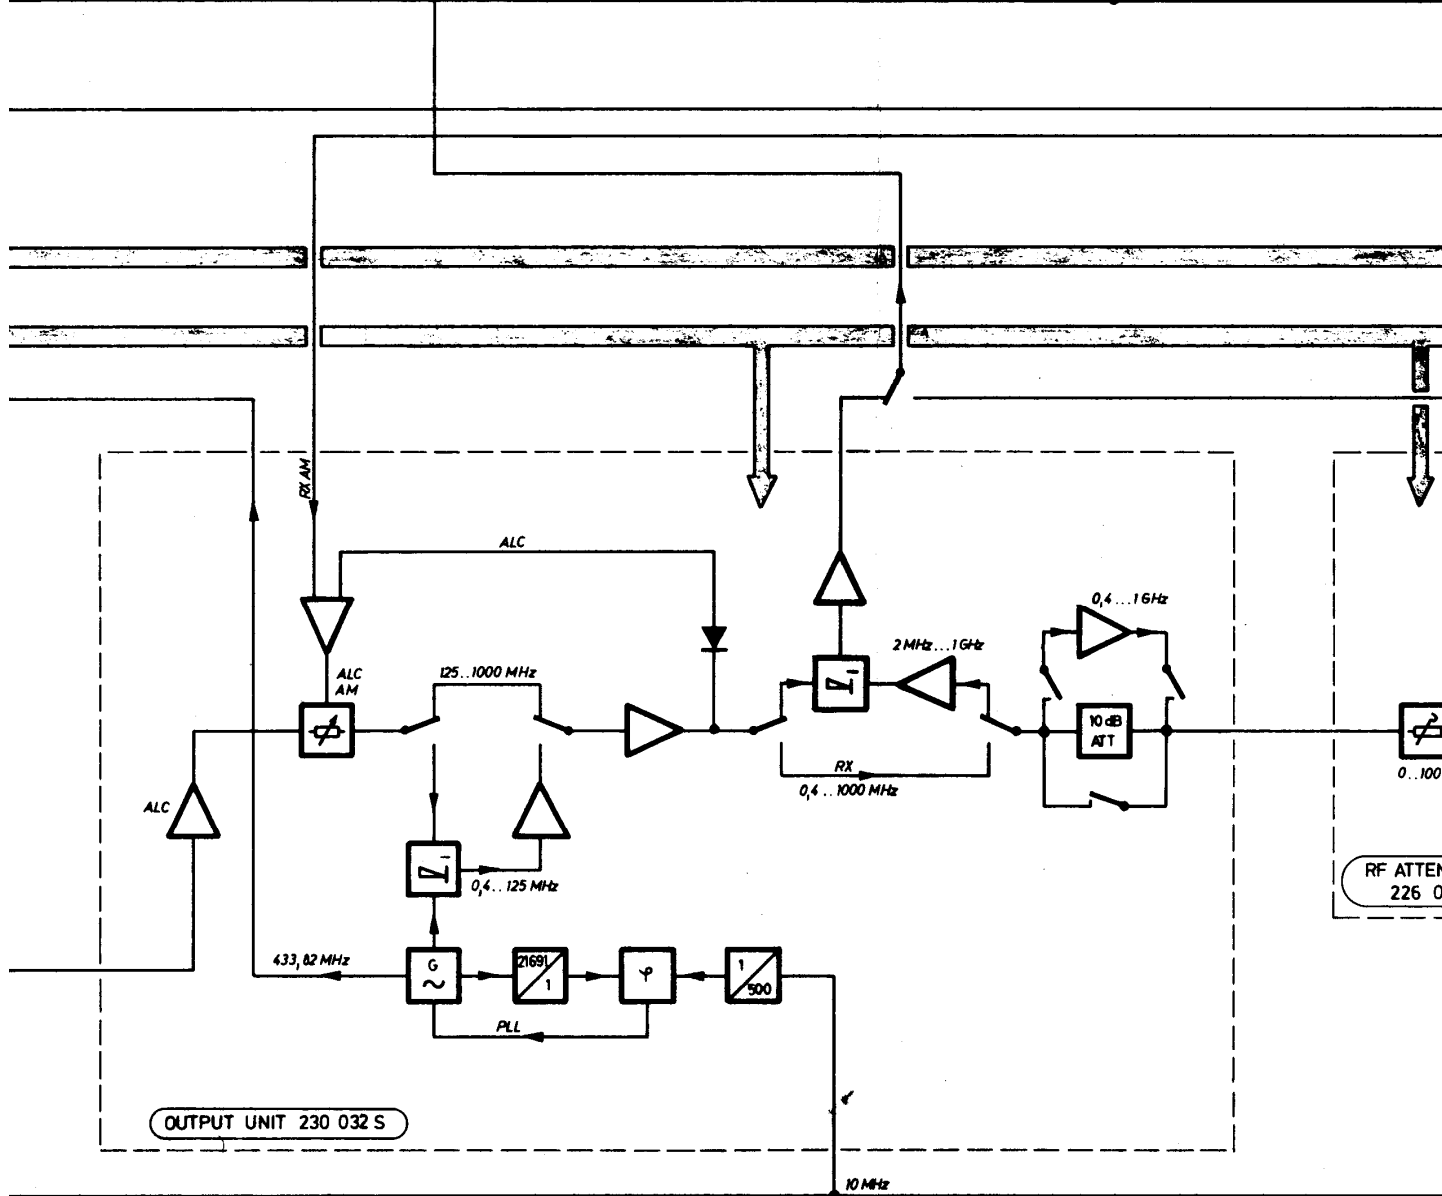 RX AM
ALC
0,4...1 GHz
2 MHz...1 GHz
125..1000 MHz
ALC
AM
10 dB
ATT
RX
0,4..1000 MHz
ALC
0..100
0,4..125 MHz
RF ATTEN
226 0
433,82 MHz
G
~
21691
1
φ
1
500
PLL
OUTPUT UNIT 230 032 S
10 MHz